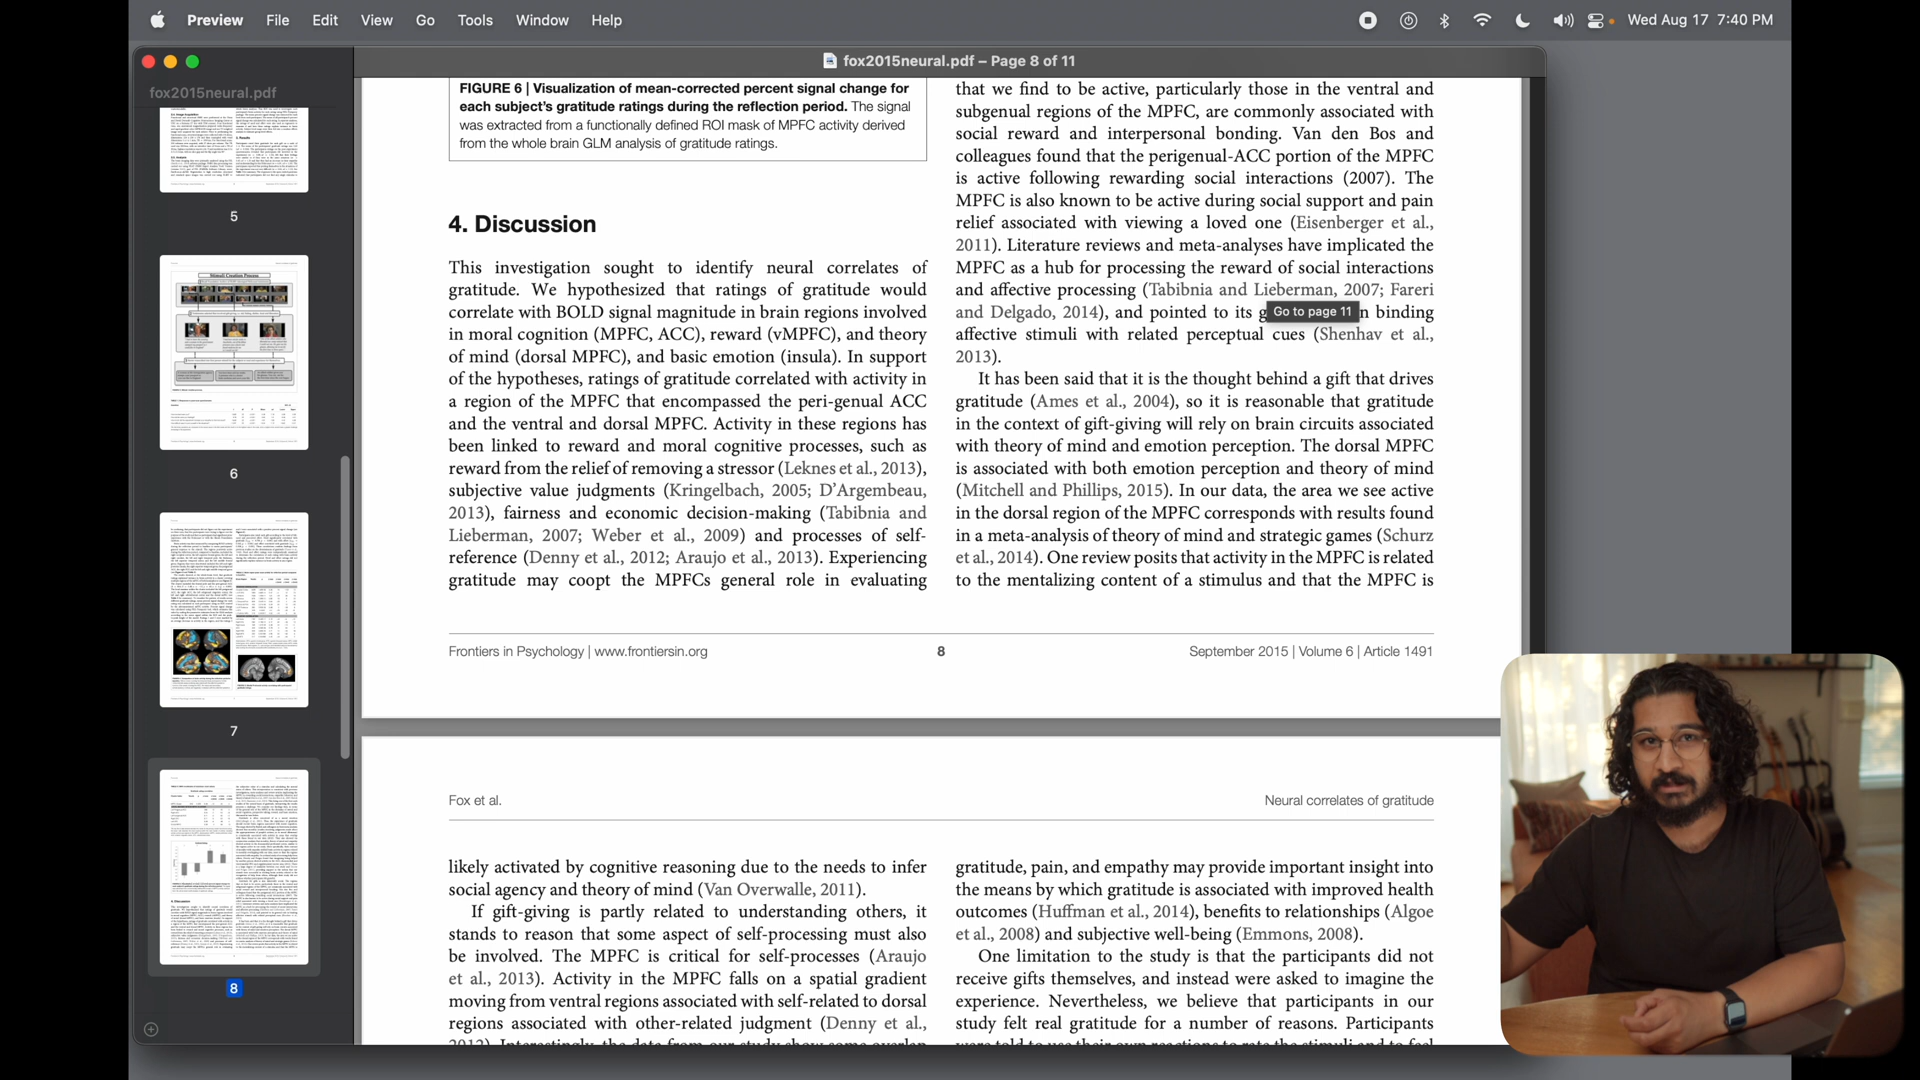 Preview File Edit View Go Tools Window Help
Wed Aug 17 7:40 PM
fox2015neural.pdf – Page 8 of 11
fox2015neural.pdf
5
6
7
8
FIGURE 6 | Visualization of mean-corrected percent signal change for
each subject's gratitude ratings during the reflection period. The signal
was extracted from a functionally defined ROI mask of MPFC activity derived
from the whole brain GLM analysis of gratitude ratings.
4. Discussion
This investigation sought to identify neural correlates of
gratitude. We hypothesized that ratings of gratitude would
correlate with BOLD signal magnitude in brain regions involved
in moral cognition (MPFC, ACC), reward (vMPFC), and theory
of mind (dorsal MPFC), and basic emotion (insula). In support
of the hypotheses, ratings of gratitude correlated with activity in
a region of the MPFC that encompassed the peri-genual ACC
and the ventral and dorsal MPFC. Activity in these regions has
been linked to reward and moral cognitive processes, such as
reward from the relief of removing a stressor (Leknes et al., 2013),
subjective value judgments (Kringelbach, 2005; D'Argembeau,
2013), fairness and economic decision-making (Tabibnia and
Lieberman, 2007; Weber et al., 2009) and processes of self-
reference (Denny et al., 2012; Araujo et al., 2013). Experiencing
gratitude may coopt the MPFCs general role in evaluating
that we find to be active, particularly those in the ventral and
subgenual regions of the MPFC, are commonly associated with
social reward and interpersonal bonding. Van den Bos and
colleagues found that the perigenual-ACC portion of the MPFC
is active following rewarding social interactions (2007). The
MPFC is also known to be active during social support and pain
relief associated with viewing a loved one (Eisenberger et al.,
2011). Literature reviews and meta-analyses have implicated the
MPFC as a hub for processing the reward of social interactions
and affective processing (Tabibnia and Lieberman, 2007; Fareri
and Delgado, 2014), and pointed to its g Go to page 11 n binding
affective stimuli with related perceptual cues (Shenhav et al.,
2013).
It has been said that it is the thought behind a gift that drives
gratitude (Ames et al., 2004), so it is reasonable that gratitude
in the context of gift-giving will rely on brain circuits associated
with theory of mind and emotion perception. The dorsal MPFC
is associated with both emotion perception and theory of mind
(Mitchell and Phillips, 2015). In our data, the area we see active
in the dorsal region of the MPFC corresponds with results found
in a meta-analysis of theory of mind and strategic games (Schurz
et al., 2014). One review posits that activity in the MPFC is related
to the mentalizing content of a stimulus and that the MPFC is
Frontiers in Psychology | www.frontiersin.org
8
September 2015 | Volume 6 | Article 1491
Fox et al.
Neural correlates of gratitude
likely activated by cognitive reasoning due to the needs to infer
social agency and theory of mind (Van Overwalle, 2011).
If gift-giving is partly related to understanding others, it
stands to reason that some aspect of self-processing must also
be involved. The MPFC is critical for self-processes (Araujo
et al., 2013). Activity in the MPFC falls on a spatial gradient
moving from ventral regions associated with self-related to dorsal
regions associated with other-related judgment (Denny et al.,
2012). Interestingly, the data from our study show some overlap
gratitude, pain, and empathy may provide important insight into
the means by which gratitude is associated with improved health
outcomes (Huffman et al., 2014), benefits to relationships (Algoe
et al., 2008) and subjective well-being (Emmons, 2008).
One limitation to the study is that the participants did not
receive gifts themselves, and instead were asked to imagine the
experience. Nevertheless, we believe that participants in our
study felt real gratitude for a number of reasons. Participants
were told to use their own reactions to rate the stimuli and to feel